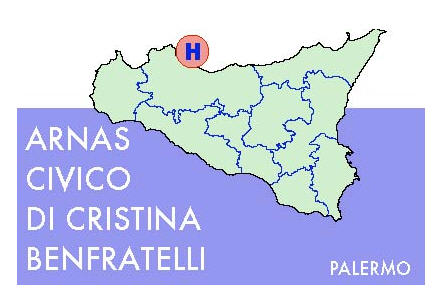 H
ARNAS
CIVICO
DI CRISTINA
BENFRATELLI
PALERMO